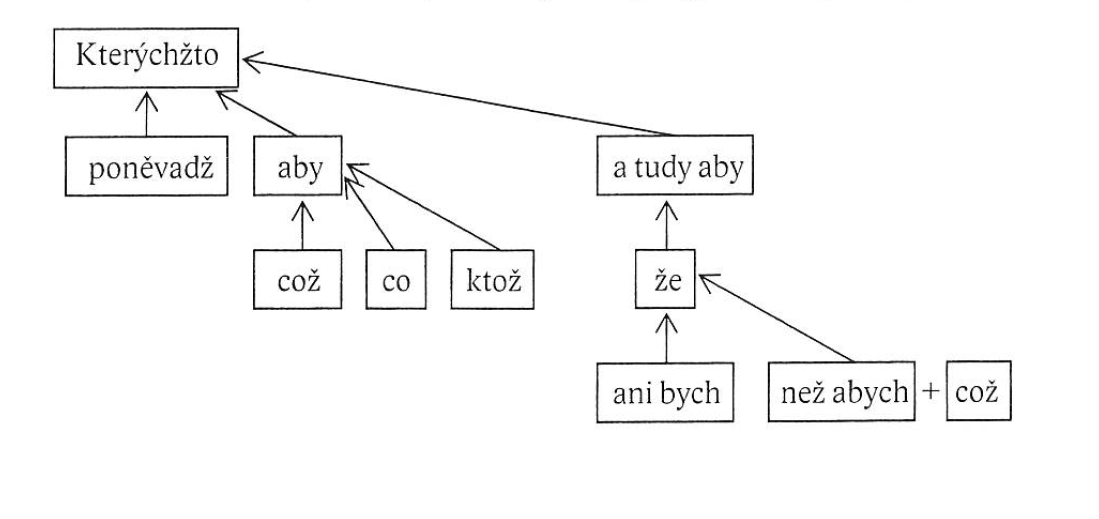 Kterýchžto
poněvadž aby a tudy aby
což co ktož že
ani bych než abych + což